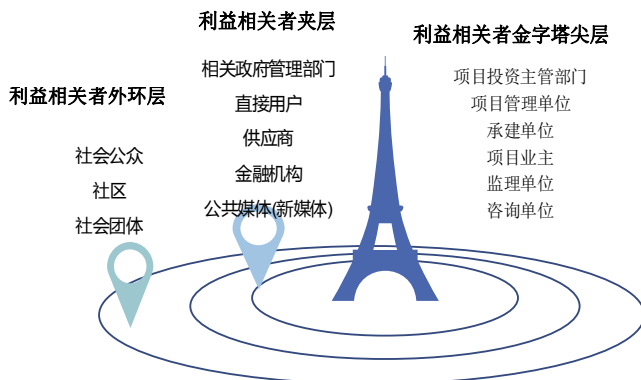 利益相关者外环层
社会公众
社区
社会团体
利益相关者夹层
相关政府管理部门
直接用户
供应商
金融机构
公共媒体(新媒体)
利益相关者金字塔尖层
项目投资主管部门
项目管理单位
承建单位
项目业主
监理单位
咨询单位